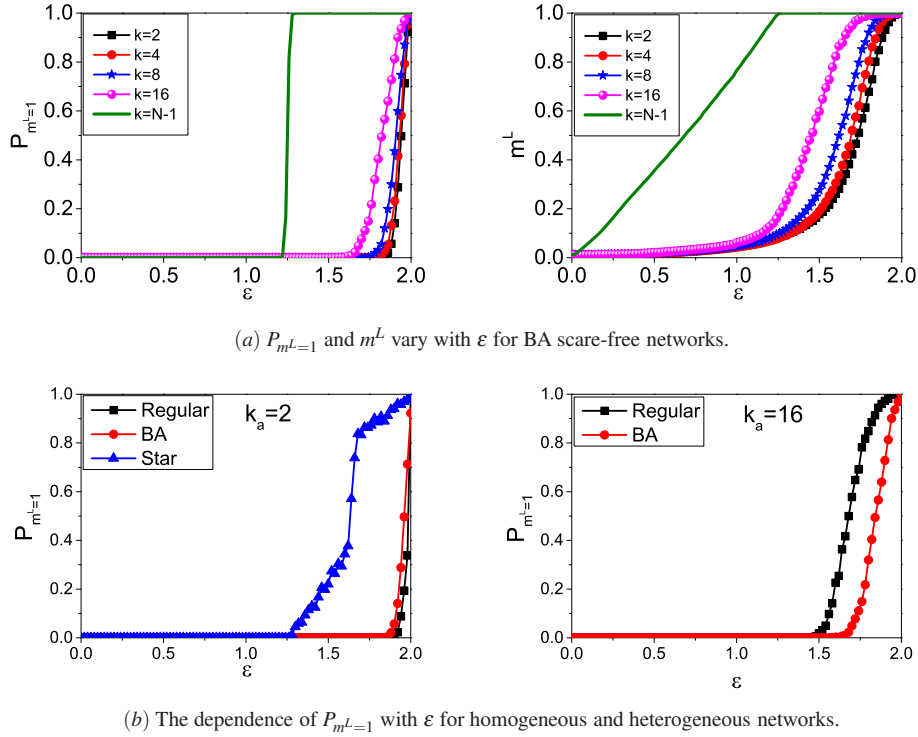 1.0
0.8
0.6
0.4
0.2
0.0
P_{m^L=1}
k=2
k=4
k=8
k=16
k=N-1
0.0 0.5 1.0 1.5 2.0
ε
1.0
0.8
0.6
0.4
0.2
0.0
m^L
k=2
k=4
k=8
k=16
k=N-1
0.0 0.5 1.0 1.5 2.0
ε
(a) P_{m^L=1} and m^L vary with ε for BA scare-free networks.
1.0
0.8
0.6
0.4
0.2
0.0
P_{m^L=1}
Regular
BA
Star
k_a=2
0.0 0.5 1.0 1.5 2.0
ε
1.0
0.8
0.6
0.4
0.2
0.0
P_{m^L=1}
Regular
BA
k_a=16
0.0 0.5 1.0 1.5 2.0
ε
(b) The dependence of P_{m^L=1} with ε for homogeneous and heterogeneous networks.